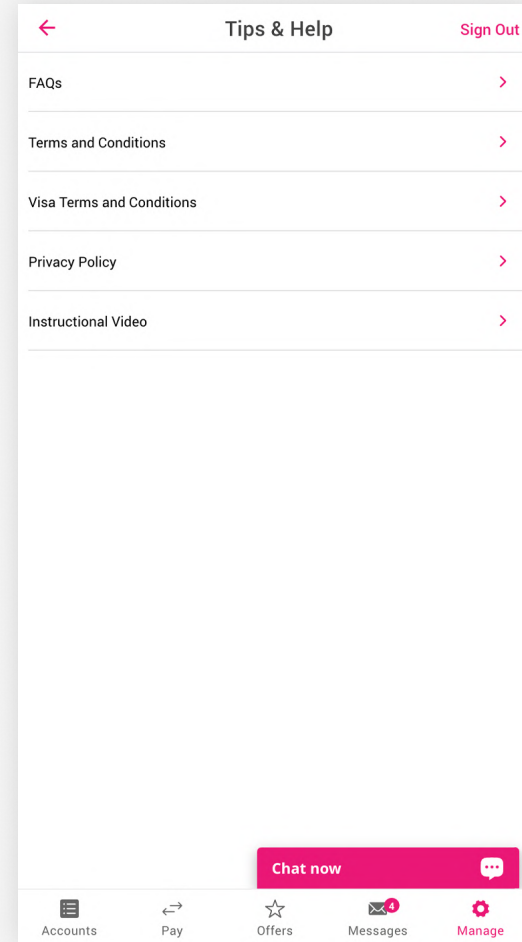 Tips & Help
Sign Out
FAQs
Terms and Conditions
Visa Terms and Conditions
Privacy Policy
Instructional Video
Chat now
4
Accounts
Pay
Offers
Messages
Manage